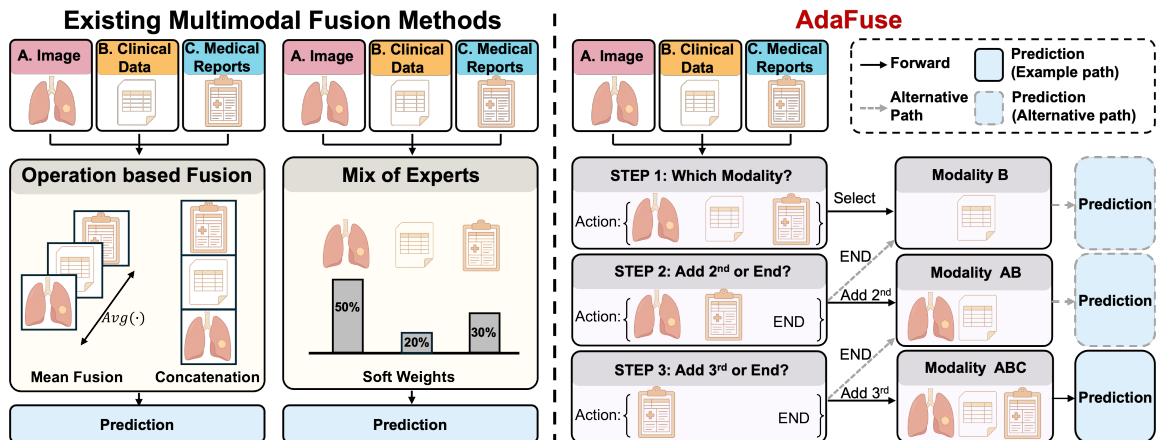 Existing Multimodal Fusion Methods
A. Image
B. Clinical
Data
C. Medical
Reports
A. Image
B. Clinical
Data
C. Medical
Reports
Operation based Fusion
Avg(·)
Mean Fusion
Concatenation
Prediction
Mix of Experts
50%
20%
30%
Soft Weights
Prediction
AdaFuse
A. Image
B. Clinical
Data
C. Medical
Reports
Forward
Alternative
Path
Prediction
(Example path)
Prediction
(Alternative path)
STEP 1: Which Modality?
Action:
Select
Modality B
Prediction
STEP 2: Add 2nd or End?
Action:
END
END
Add 2nd
Modality AB
Prediction
STEP 3: Add 3rd or End?
Action:
END
END
Add 3rd
Modality ABC
Prediction